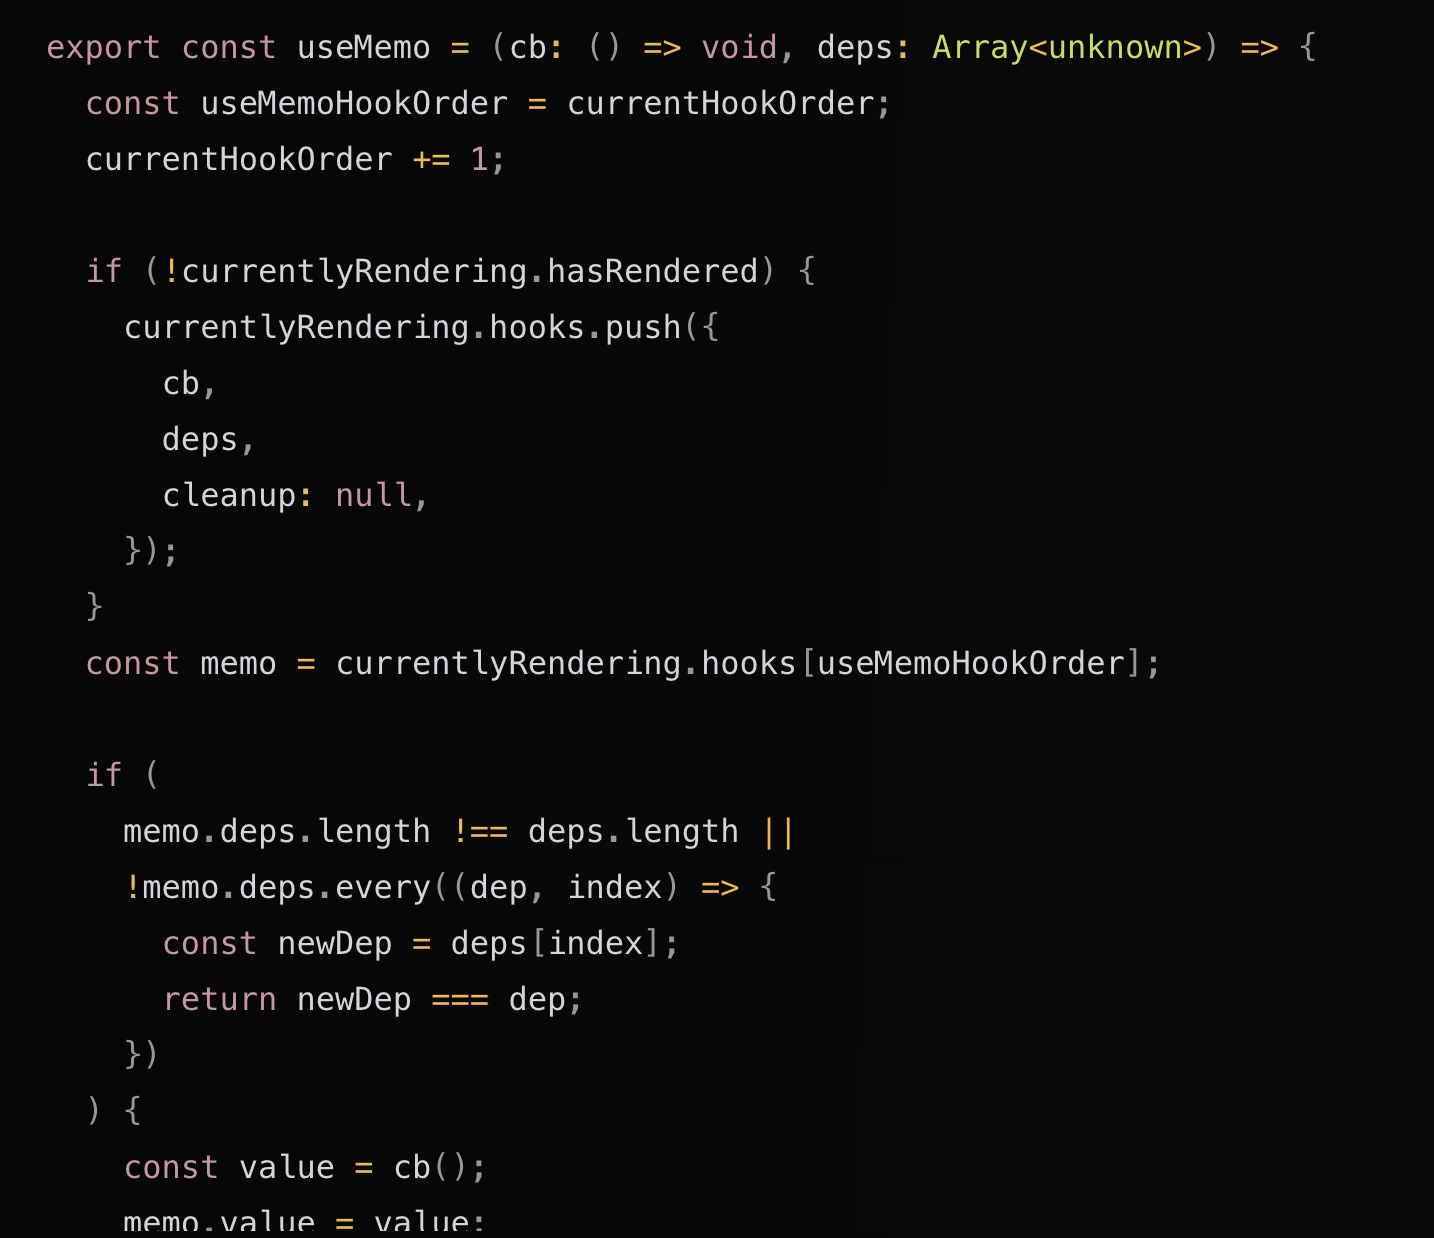 export const useMemo = (cb: () => void, deps: Array<unknown>) => {
  const useMemoHookOrder = currentHookOrder;
  currentHookOrder += 1;

  if (!currentlyRendering.hasRendered) {
    currentlyRendering.hooks.push({
      cb,
      deps,
      cleanup: null,
    });
  }
  const memo = currentlyRendering.hooks[useMemoHookOrder];

  if (
    memo.deps.length !== deps.length ||
    !memo.deps.every((dep, index) => {
      const newDep = deps[index];
      return newDep === dep;
    })
  ) {
    const value = cb();
    memo.value = value;